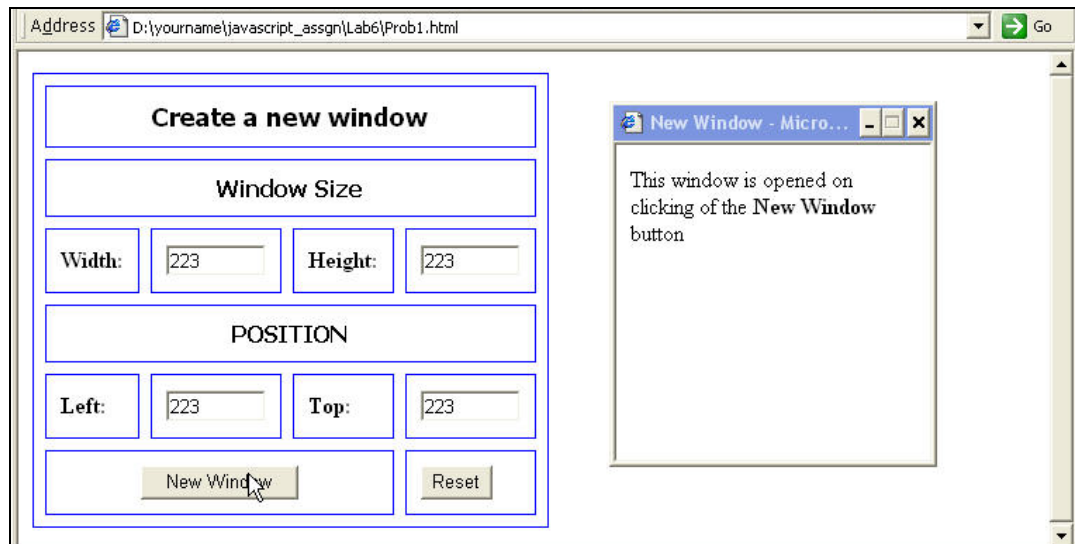 Address D:\yourname\javascript_assgn\Lab6\Prob1.html Go
Create a new window
Window Size
Width: 223 Height: 223
POSITION
Left: 223 Top: 223
New Window Reset
New Window - Micro...
This window is opened on
clicking of the New Window
button